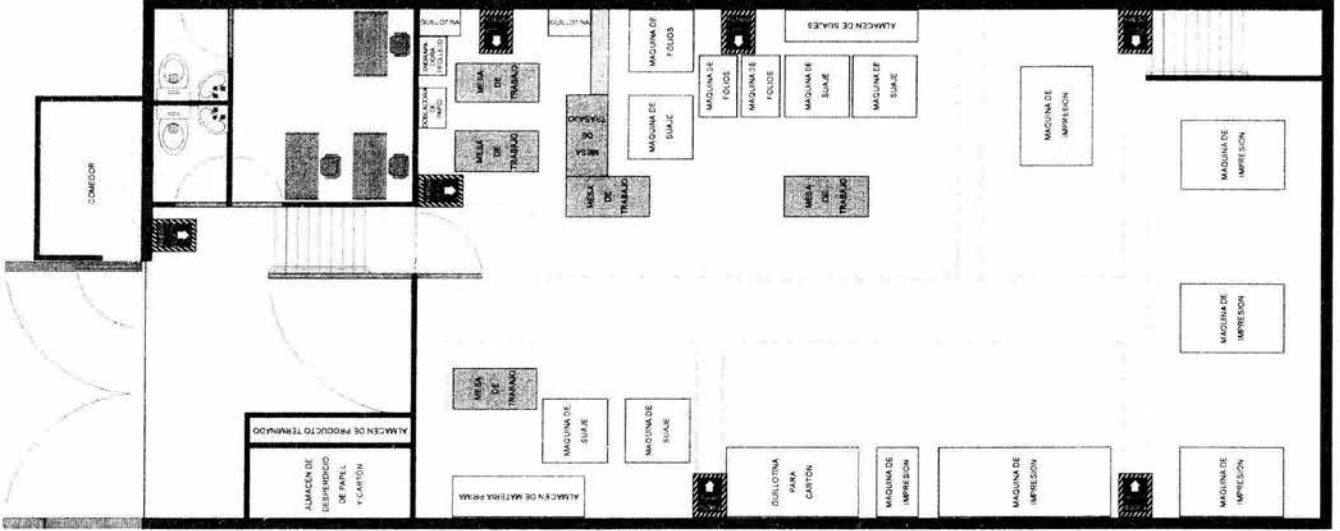 COMEDOR
DOBLADORA
DE
PAPEL
MESA
DE
TRABAJO
MESA
DE
TRABAJO
MESA
DE
TRABAJO
MESA
DE
TRABAJO
MAQUINA DE
FOLIOS
MAQUINA DE
SUAJE
MAQUINA DE
FOLIOS
MAQUINA DE
FOLIOS
ALMACEN DE SUAJES
MAQUINA DE
SUAJE
MAQUINA DE
SUAJE
MESA
DE
TRABAJO
MAQUINA DE
IMPRESION
MAQUINA DE
IMPRESION
MAQUINA DE
IMPRESION
MAQUINA DE
IMPRESION
ALMACEN DE PRODUCTO TERMINADO
ALMACEN DE
DESPERDICIO
DE PAPEL
Y CARTON
MESA
DE
TRABAJO
MAQUINA DE
SUAJE
MAQUINA DE
SUAJE
ALMACEN DE MATERIA PRIMA
GUILLOTINA
PARA
CARTON
MAQUINA DE
IMPRESION
MAQUINA DE
IMPRESION